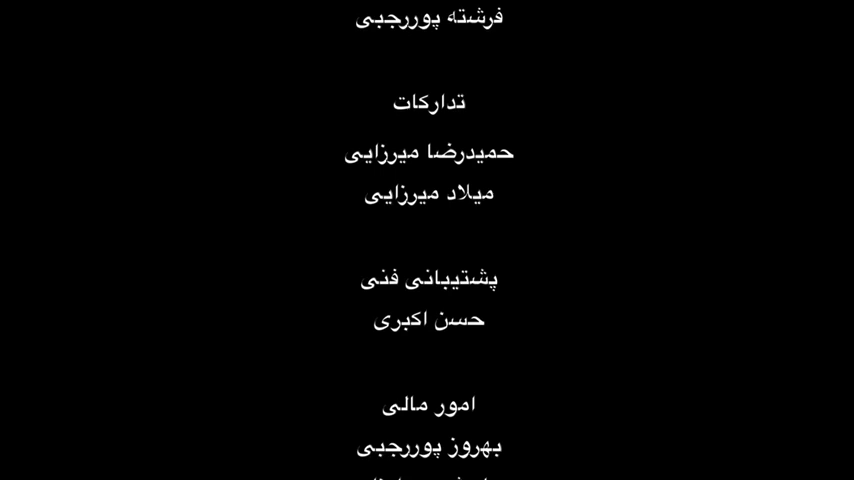 فرشته پوررجبی
تدارکات
حمیدرضا میرزایی
میلاد میرزایی
پشتیبانی فنی
حسن اکبری
امور مالی
بهروز پوررجبی